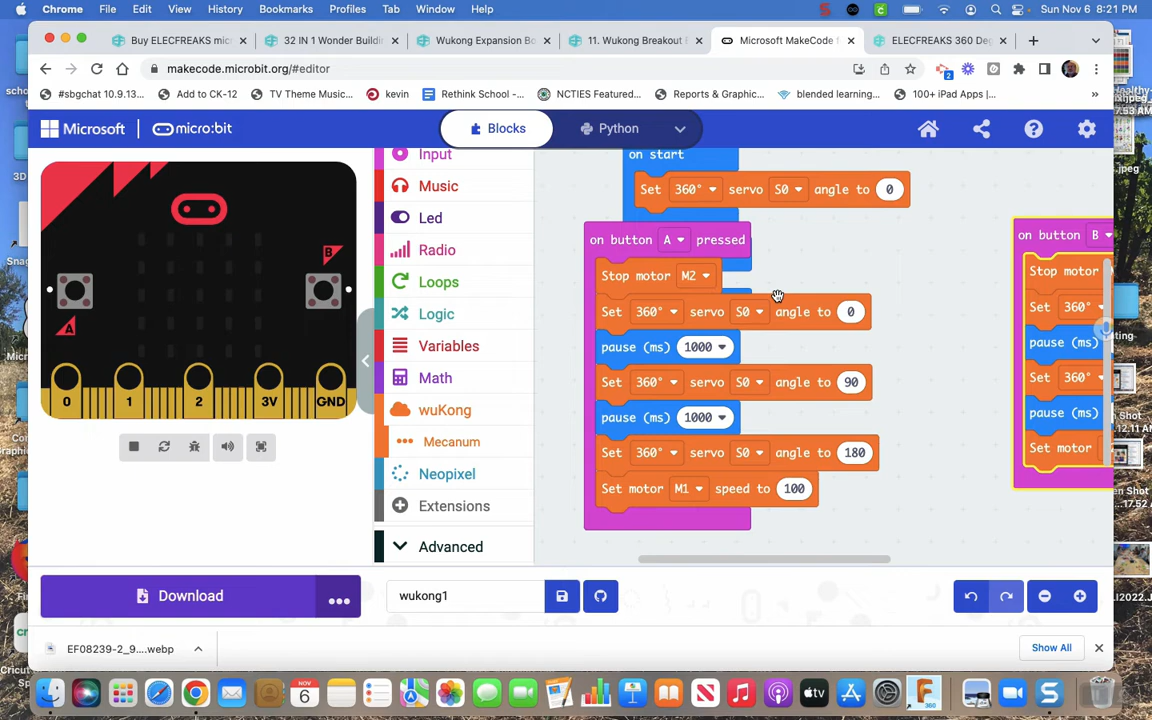 Chrome File Edit View History Bookmarks Profiles Tab Window Help Sun Nov 6 8:21 PM
Buy ELECFREAKS mic 32 IN 1 Wonder Buildin Wukong Expansion Bo 11. Wukong Breakout E Microsoft MakeCode f ELECFREAKS 360 Deg
makecode.microbit.org/#editor
2
#sbgchat 10.9.13... Add to CK-12 TV Theme Music... kevin Rethink School -... NCTIES Featured... Reports & Graphic... blended learning... 100+ iPad Apps |... »
Microsoft micro:bit Blocks Python
Input
Music
Led
Radio
Loops
Logic
Variables
Math
wuKong
Mecanum
Neopixel
Extensions
Advanced
B
A
0 1 2 3V GND
on start
Set 360° servo S0 angle to 0
on button A pressed
Stop motor M2
Set 360° servo S0 angle to 0
pause (ms) 1000
Set 360° servo S0 angle to 90
pause (ms) 1000
Set 360° servo S0 angle to 180
Set motor M1 speed to 100
on button B
Stop motor
Set 360°
pause (ms)
Set 360°
pause (ms)
Set motor
Download ... wukong1
EF08239-2_9....webp Show All
NOV
6
F
360